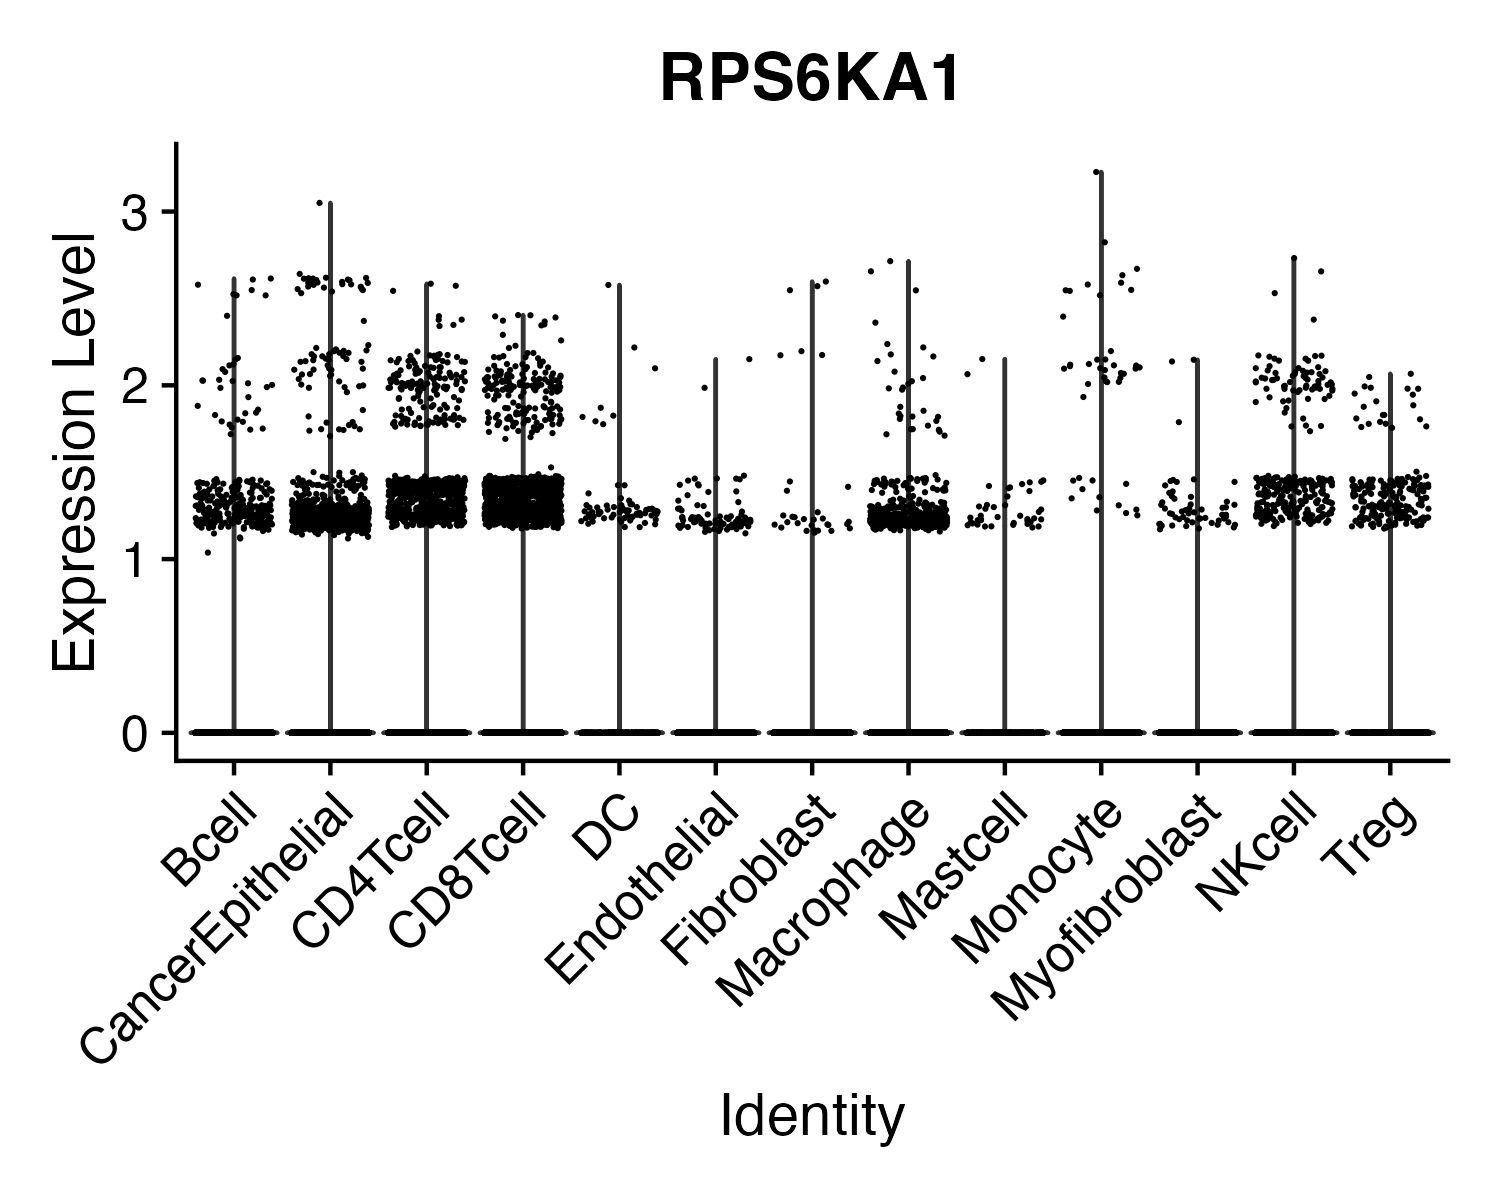 RPS6KA1
Expression Level
3
2
1
0
Bcell
CancerEpithelial
CD4Tcell
CD8Tcell
DC
Endothelial
Fibroblast
Macrophage
Mastcell
Monocyte
Myofibroblast
NKcell
Treg
Identity